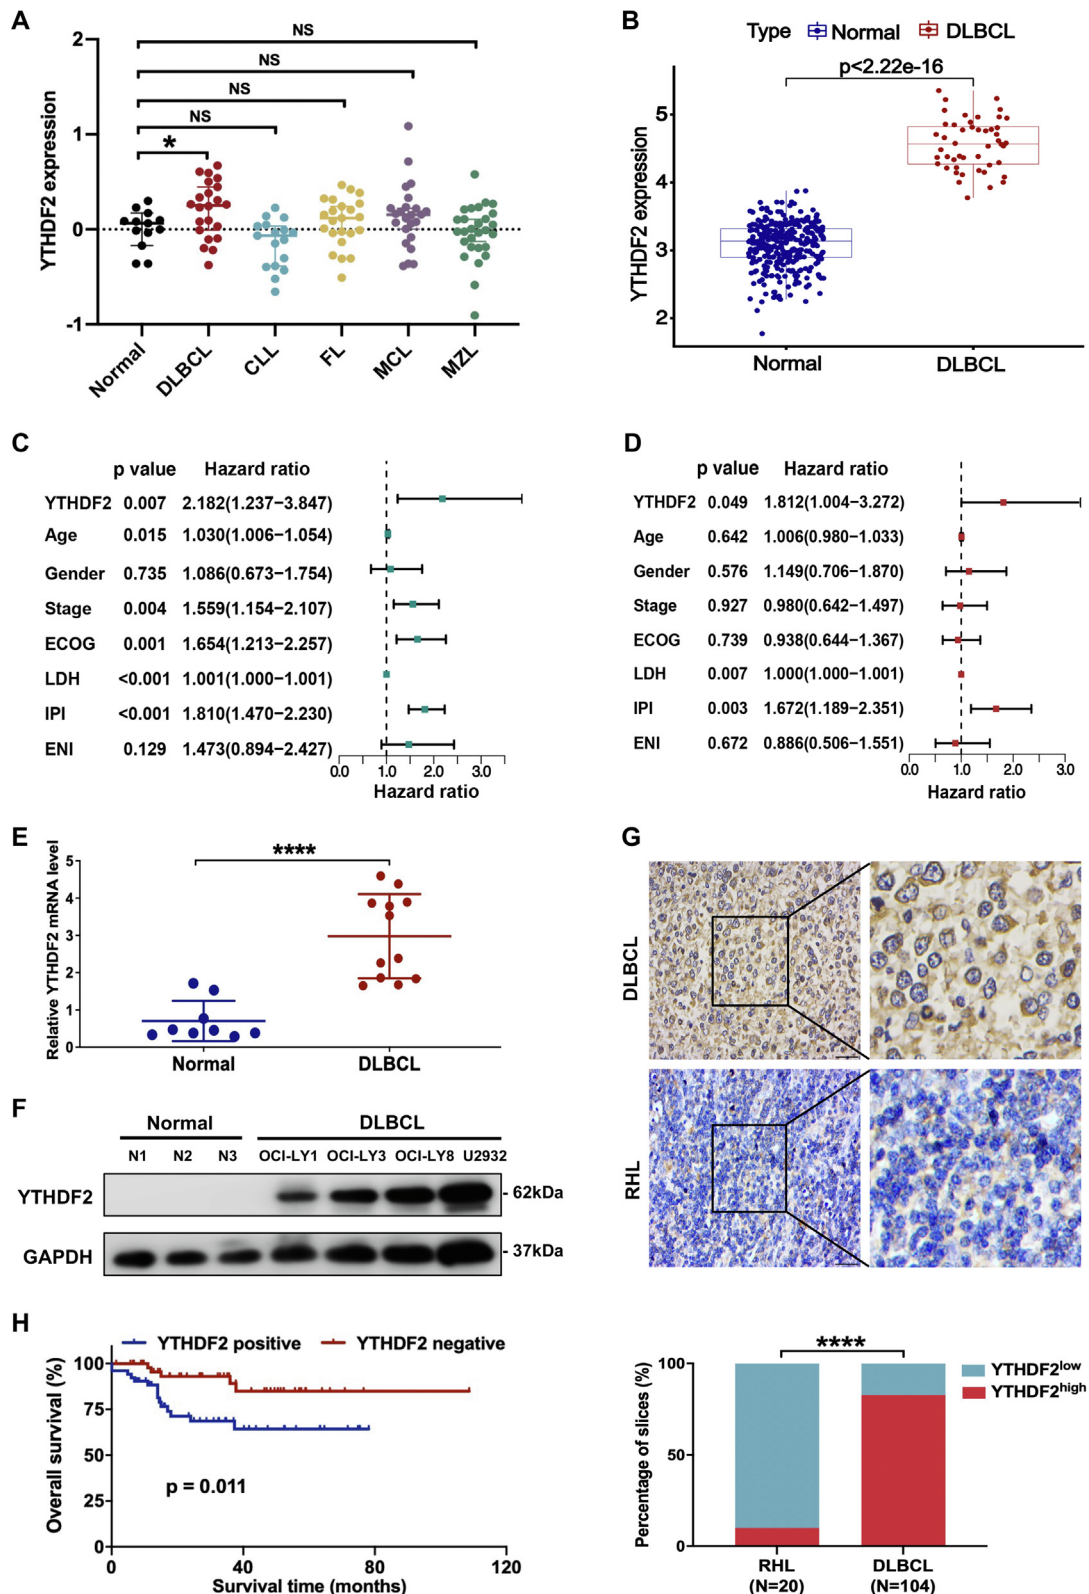 A
NS
NS
NS
NS
*
2
1
0
-1
YTHDF2 expression
Normal
DLBCL
CLL
FL
MCL
MZL
B
Type Normal DLBCL
p<2.22e-16
5
4
3
2
YTHDF2 expression
Normal
DLBCL
C
p value Hazard ratio
YTHDF2 0.007 2.182(1.237−3.847)
Age 0.015 1.030(1.006−1.054)
Gender 0.735 1.086(0.673−1.754)
Stage 0.004 1.559(1.154−2.107)
ECOG 0.001 1.654(1.213−2.257)
LDH <0.001 1.001(1.000−1.001)
IPI <0.001 1.810(1.470−2.230)
ENI 0.129 1.473(0.894−2.427)
0.0 1.0 2.0 3.0
Hazard ratio
D
p value Hazard ratio
YTHDF2 0.049 1.812(1.004−3.272)
Age 0.642 1.006(0.980−1.033)
Gender 0.576 1.149(0.706−1.870)
Stage 0.927 0.980(0.642−1.497)
ECOG 0.739 0.938(0.644−1.367)
LDH 0.007 1.000(1.000−1.001)
IPI 0.003 1.672(1.189−2.351)
ENI 0.672 0.886(0.506−1.551)
0.0 1.0 2.0 3.0
Hazard ratio
E
****
5
4
3
2
1
0
Relative YTHDF2 mRNA level
Normal
DLBCL
F
Normal DLBCL
N1 N2 N3 OCI-LY1 OCI-LY3 OCI-LY8 U2932
YTHDF2 - 62kDa
GAPDH - 37kDa
G
DLBCL
RHL
H
YTHDF2 positive YTHDF2 negative
100
75
50
25
0
Overall survival (%)
p = 0.011
0 40 80 120
Survival time (months)
****
YTHDF2low
YTHDF2high
100
50
0
Percentage of slices (%)
RHL DLBCL
(N=20) (N=104)